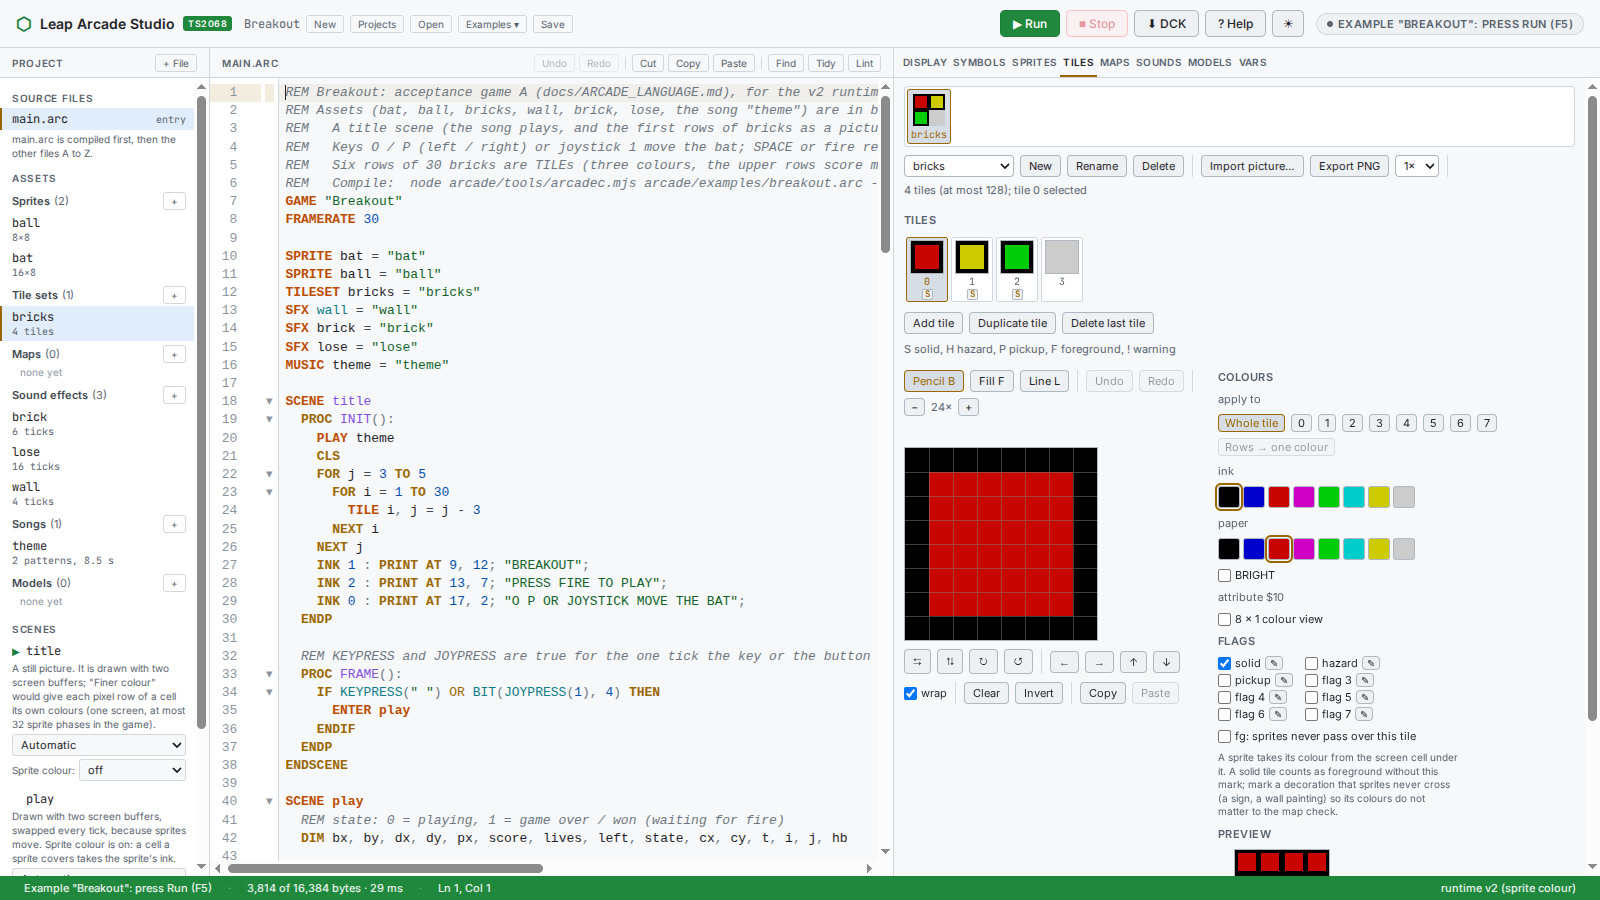 Leap Arcade Studio TS2068 Breakout New Projects Open Examples ▾ Save ▶ Run ■ Stop ⬇ DCK ? Help ☀ ● EXAMPLE "BREAKOUT": PRESS RUN (F5)
PROJECT + File
SOURCE FILES
main.arc entry
main.arc is compiled first, then the
other files A to Z.
ASSETS
Sprites (2) +
ball
8×8
bat
16×8
Tile sets (1) +
bricks
4 tiles
Maps (0) +
none yet
Sound effects (3) +
brick
6 ticks
lose
16 ticks
wall
4 ticks
Songs (1) +
theme
2 patterns, 8.5 s
Models (0) +
none yet
SCENES
▶ title
A still picture. It is drawn with two
screen buffers; "Finer colour"
would give each pixel row of a cell
its own colours (one screen, at most
32 sprite phases in the game).
Automatic
Sprite colour: off
play
Drawn with two screen buffers,
swapped every tick, because sprites
move. Sprite colour is on: a cell a
sprite covers takes the sprite's ink.
MAIN.ARC Undo Redo Cut Copy Paste Find Tidy Lint
1 REM Breakout: acceptance game A (docs/ARCADE_LANGUAGE.md), for the v2 runtim
2 REM Assets (bat, ball, bricks, wall, brick, lose, the song "theme") are in b
3 REM   A title scene (the song plays, and the first rows of bricks as a pictu
4 REM   Keys O / P (left / right) or joystick 1 move the bat; SPACE or fire re
5 REM   Six rows of 30 bricks are TILEs (three colours, the upper rows score m
6 REM   Compile:  node arcade/tools/arcadec.mjs arcade/examples/breakout.arc -
7 GAME "Breakout"
8 FRAMERATE 30
9
10 SPRITE bat = "bat"
11 SPRITE ball = "ball"
12 TILESET bricks = "bricks"
13 SFX wall = "wall"
14 SFX brick = "brick"
15 SFX lose = "lose"
16 MUSIC theme = "theme"
17
18 ▼ SCENE title
19 ▼ PROC INIT():
20 PLAY theme
21 CLS
22 ▼ FOR j = 3 TO 5
23 ▼ FOR i = 1 TO 30
24 TILE i, j = j - 3
25 NEXT i
26 NEXT j
27 INK 1 : PRINT AT 9, 12; "BREAKOUT";
28 INK 2 : PRINT AT 13, 7; "PRESS FIRE TO PLAY";
29 INK 0 : PRINT AT 17, 2; "O P OR JOYSTICK MOVE THE BAT";
30 ENDP
31
32 REM KEYPRESS and JOYPRESS are true for the one tick the key or the button
33 ▼ PROC FRAME():
34 ▼ IF KEYPRESS(" ") OR BIT(JOYPRESS(1), 4) THEN
35 ENTER play
36 ENDIF
37 ENDP
38 ENDSCENE
39
40 ▼ SCENE play
41 REM state: 0 = playing, 1 = game over / won (waiting for fire)
42 DIM bx, by, dx, dy, px, score, lives, left, state, cx, cy, t, i, j, hb
43
DISPLAY SYMBOLS SPRITES TILES MAPS SOUNDS MODELS VARS
bricks
bricks New Rename Delete Import picture... Export PNG 1×
4 tiles (at most 128); tile 0 selected
TILES
0 1 2 3
S S S
Add tile Duplicate tile Delete last tile
S solid, H hazard, P pickup, F foreground, ! warning
Pencil B Fill F Line L Undo Redo
− 24× +
⇆ ⇅ ↻ ↺ ← → ↑ ↓
wrap Clear Invert Copy Paste
COLOURS
apply to
Whole tile 0 1 2 3 4 5 6 7
Rows → one colour
ink
paper
BRIGHT
attribute $10
8 × 1 colour view
FLAGS
solid ✎ hazard ✎
pickup ✎ flag 3 ✎
flag 4 ✎ flag 5 ✎
flag 6 ✎ flag 7 ✎
fg: sprites never pass over this tile
A sprite takes its colour from the screen cell under
it. A solid tile counts as foreground without this
mark; mark a decoration that sprites never cross
(a sign, a wall painting) so its colours do not
matter to the map check.
PREVIEW
Example "Breakout": press Run (F5) · 3,814 of 16,384 bytes · 29 ms · Ln 1, Col 1 runtime v2 (sprite colour)